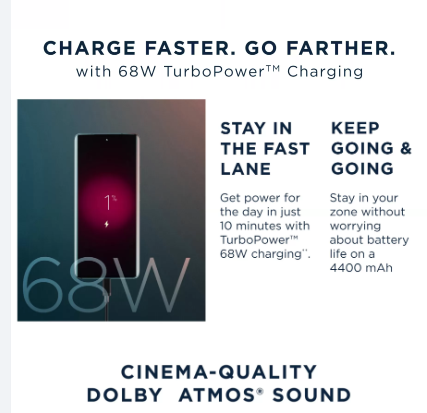 CHARGE FASTER. GO FARTHER.
with 68W TurboPower™ Charging
1%
68W
STAY IN
THE FAST
LANE
Get power for
the day in just
10 minutes with
TurboPower™
68W charging**.
KEEP
GOING &
GOING
Stay in your
zone without
worrying
about battery
life on a
4400 mAh
CINEMA-QUALITY
DOLBY ATMOS® SOUND